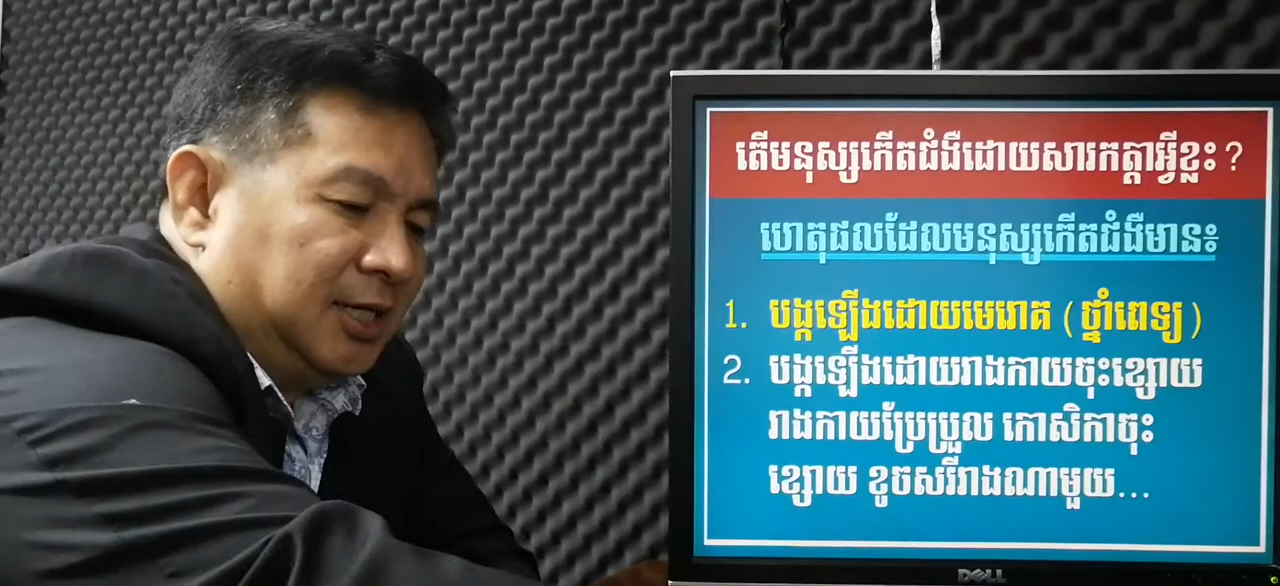 តើមនុស្សកើតជំងឺដោយសារកត្តាអ្វីខ្លះ ?
ហេតុផលដែលមនុស្សកើតជំងឺមាន៖
1. បង្កឡើងដោយមេរោគ ( ថ្នាំពេទ្យ )
2. បង្កឡើងដោយរាងកាយចុះខ្សោយ
រាងកាយប្រែប្រួល កោសិកាចុះ
ខ្សោយ ខូចសរីរាង្គណាមួយ...
DELL